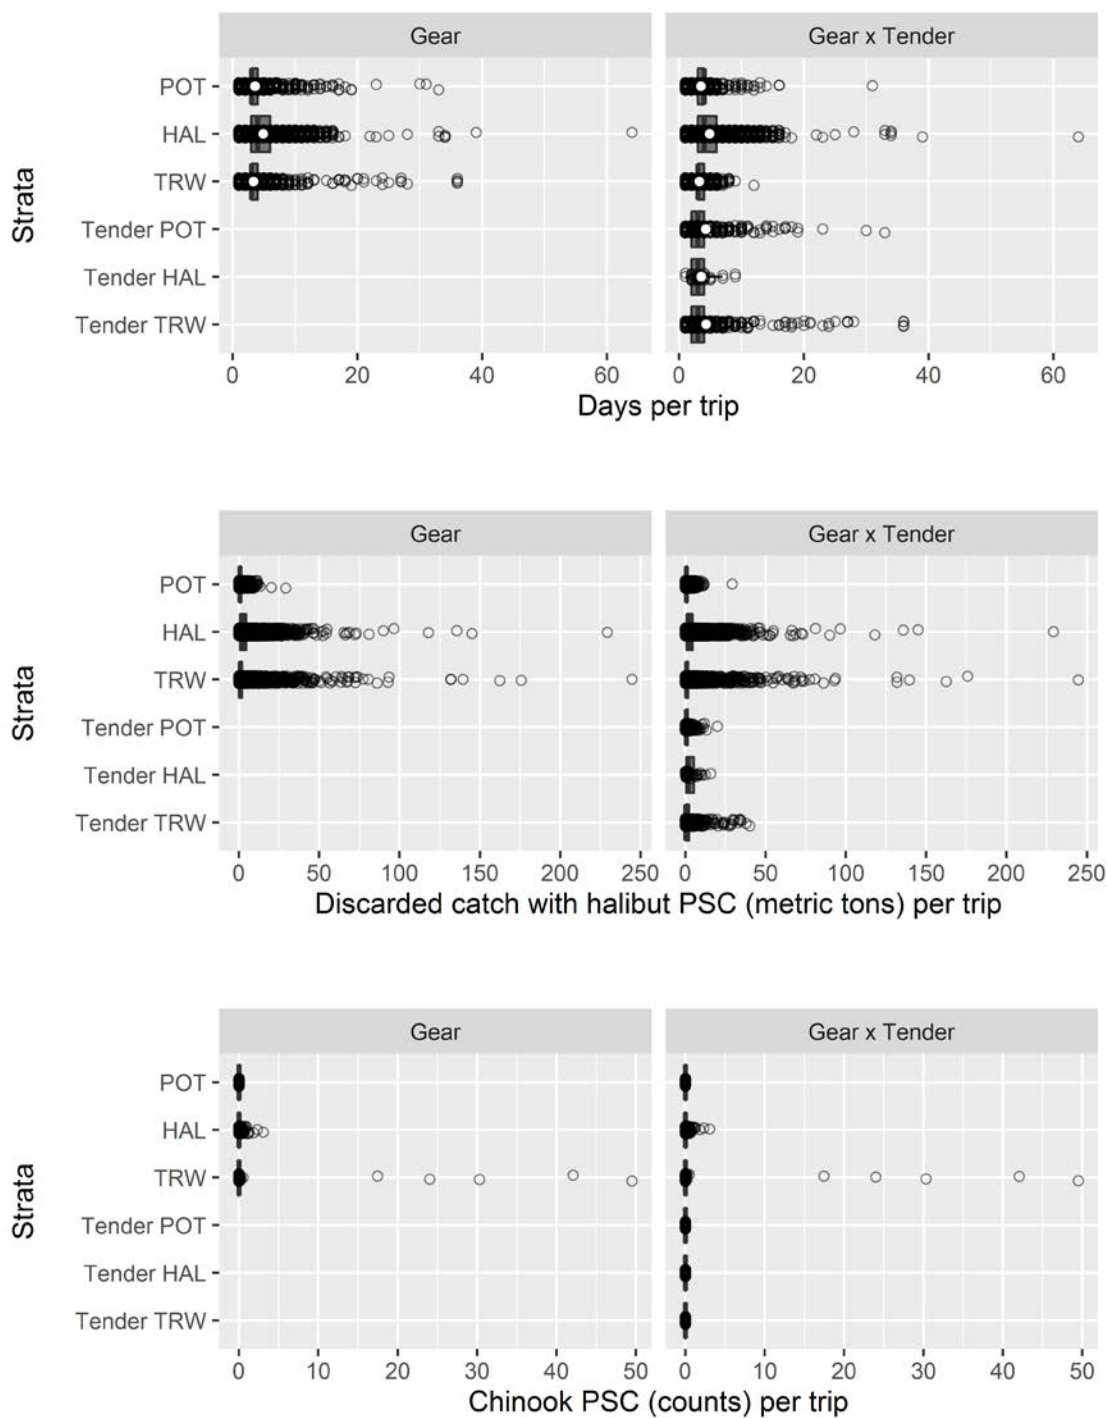 Gear Gear x Tender
Strata
POT
HAL
TRW
Tender POT
Tender HAL
Tender TRW
0 20 40 60 0 20 40 60
Days per trip
Gear Gear x Tender
Strata
POT
HAL
TRW
Tender POT
Tender HAL
Tender TRW
0 50 100 150 200 250 0 50 100 150 200 250
Discarded catch with halibut PSC (metric tons) per trip
Gear Gear x Tender
Strata
POT
HAL
TRW
Tender POT
Tender HAL
Tender TRW
0 10 20 30 40 50 0 10 20 30 40 50
Chinook PSC (counts) per trip